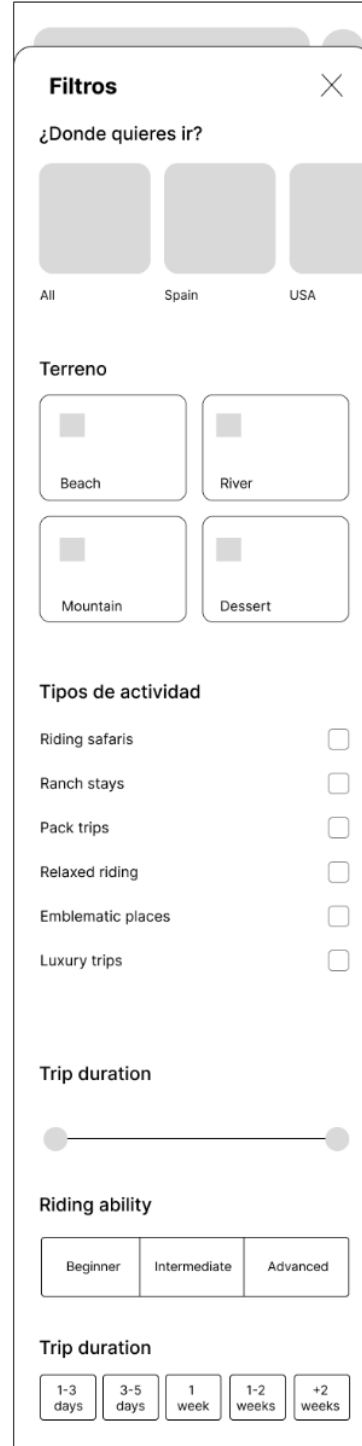 Filtros
¿Donde quieres ir?
All
Spain
USA
Terreno
Beach
River
Mountain
Dessert
Tipos de actividad
Riding safaris
Ranch stays
Pack trips
Relaxed riding
Emblematic places
Luxury trips
Trip duration
Riding ability
Beginner
Intermediate
Advanced
Trip duration
1-3
days
3-5
days
1
week
1-2
weeks
+2
weeks